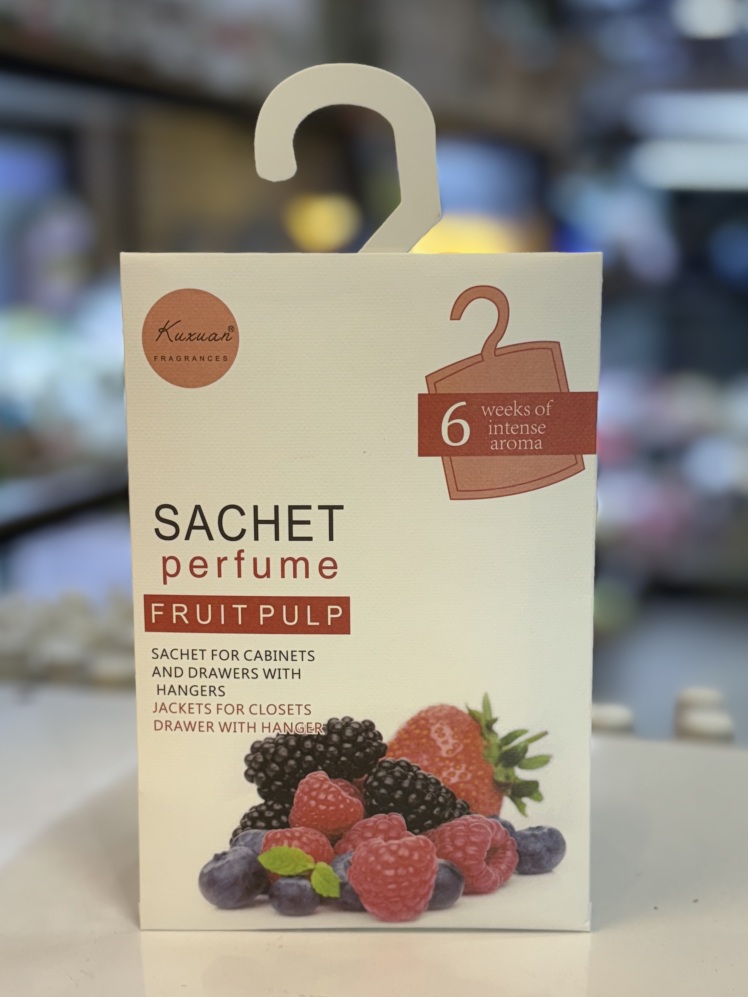 Kuxuan®
FRAGRANCES
6 weeks of
intense
aroma
SACHET
perfume
FRUIT PULP
SACHET FOR CABINETS
AND DRAWERS WITH
HANGERS
JACKETS FOR CLOSETS
DRAWER WITH HANGER